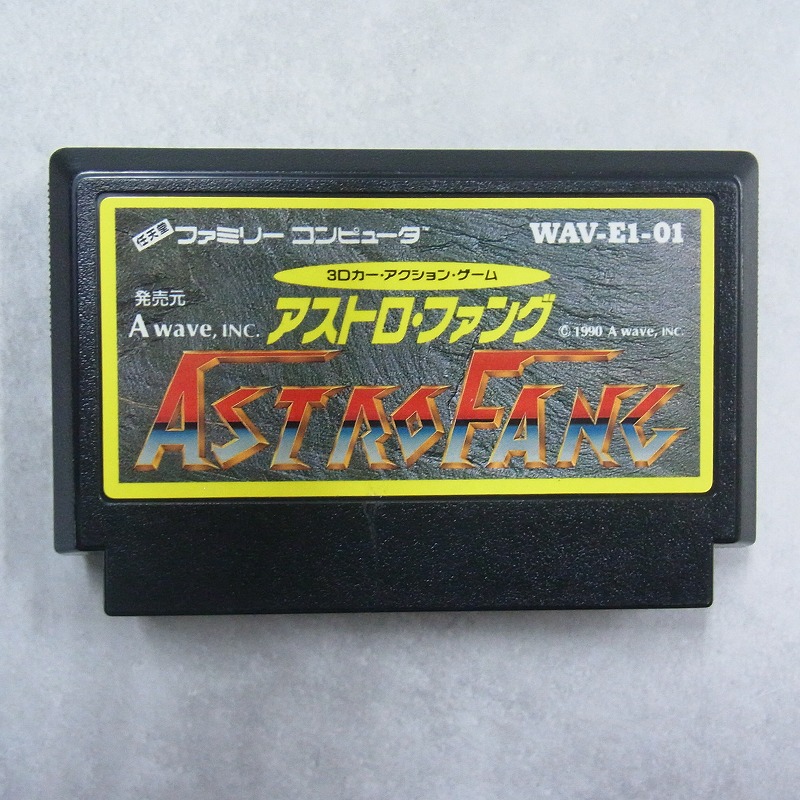 任天堂 ファミリー コンピュータ™ WAV-E1-01
3Dカー・アクション・ゲーム
発売元
A wave, INC. アストロ・ファング © 1990 A wave, INC.
ASTRO FANG